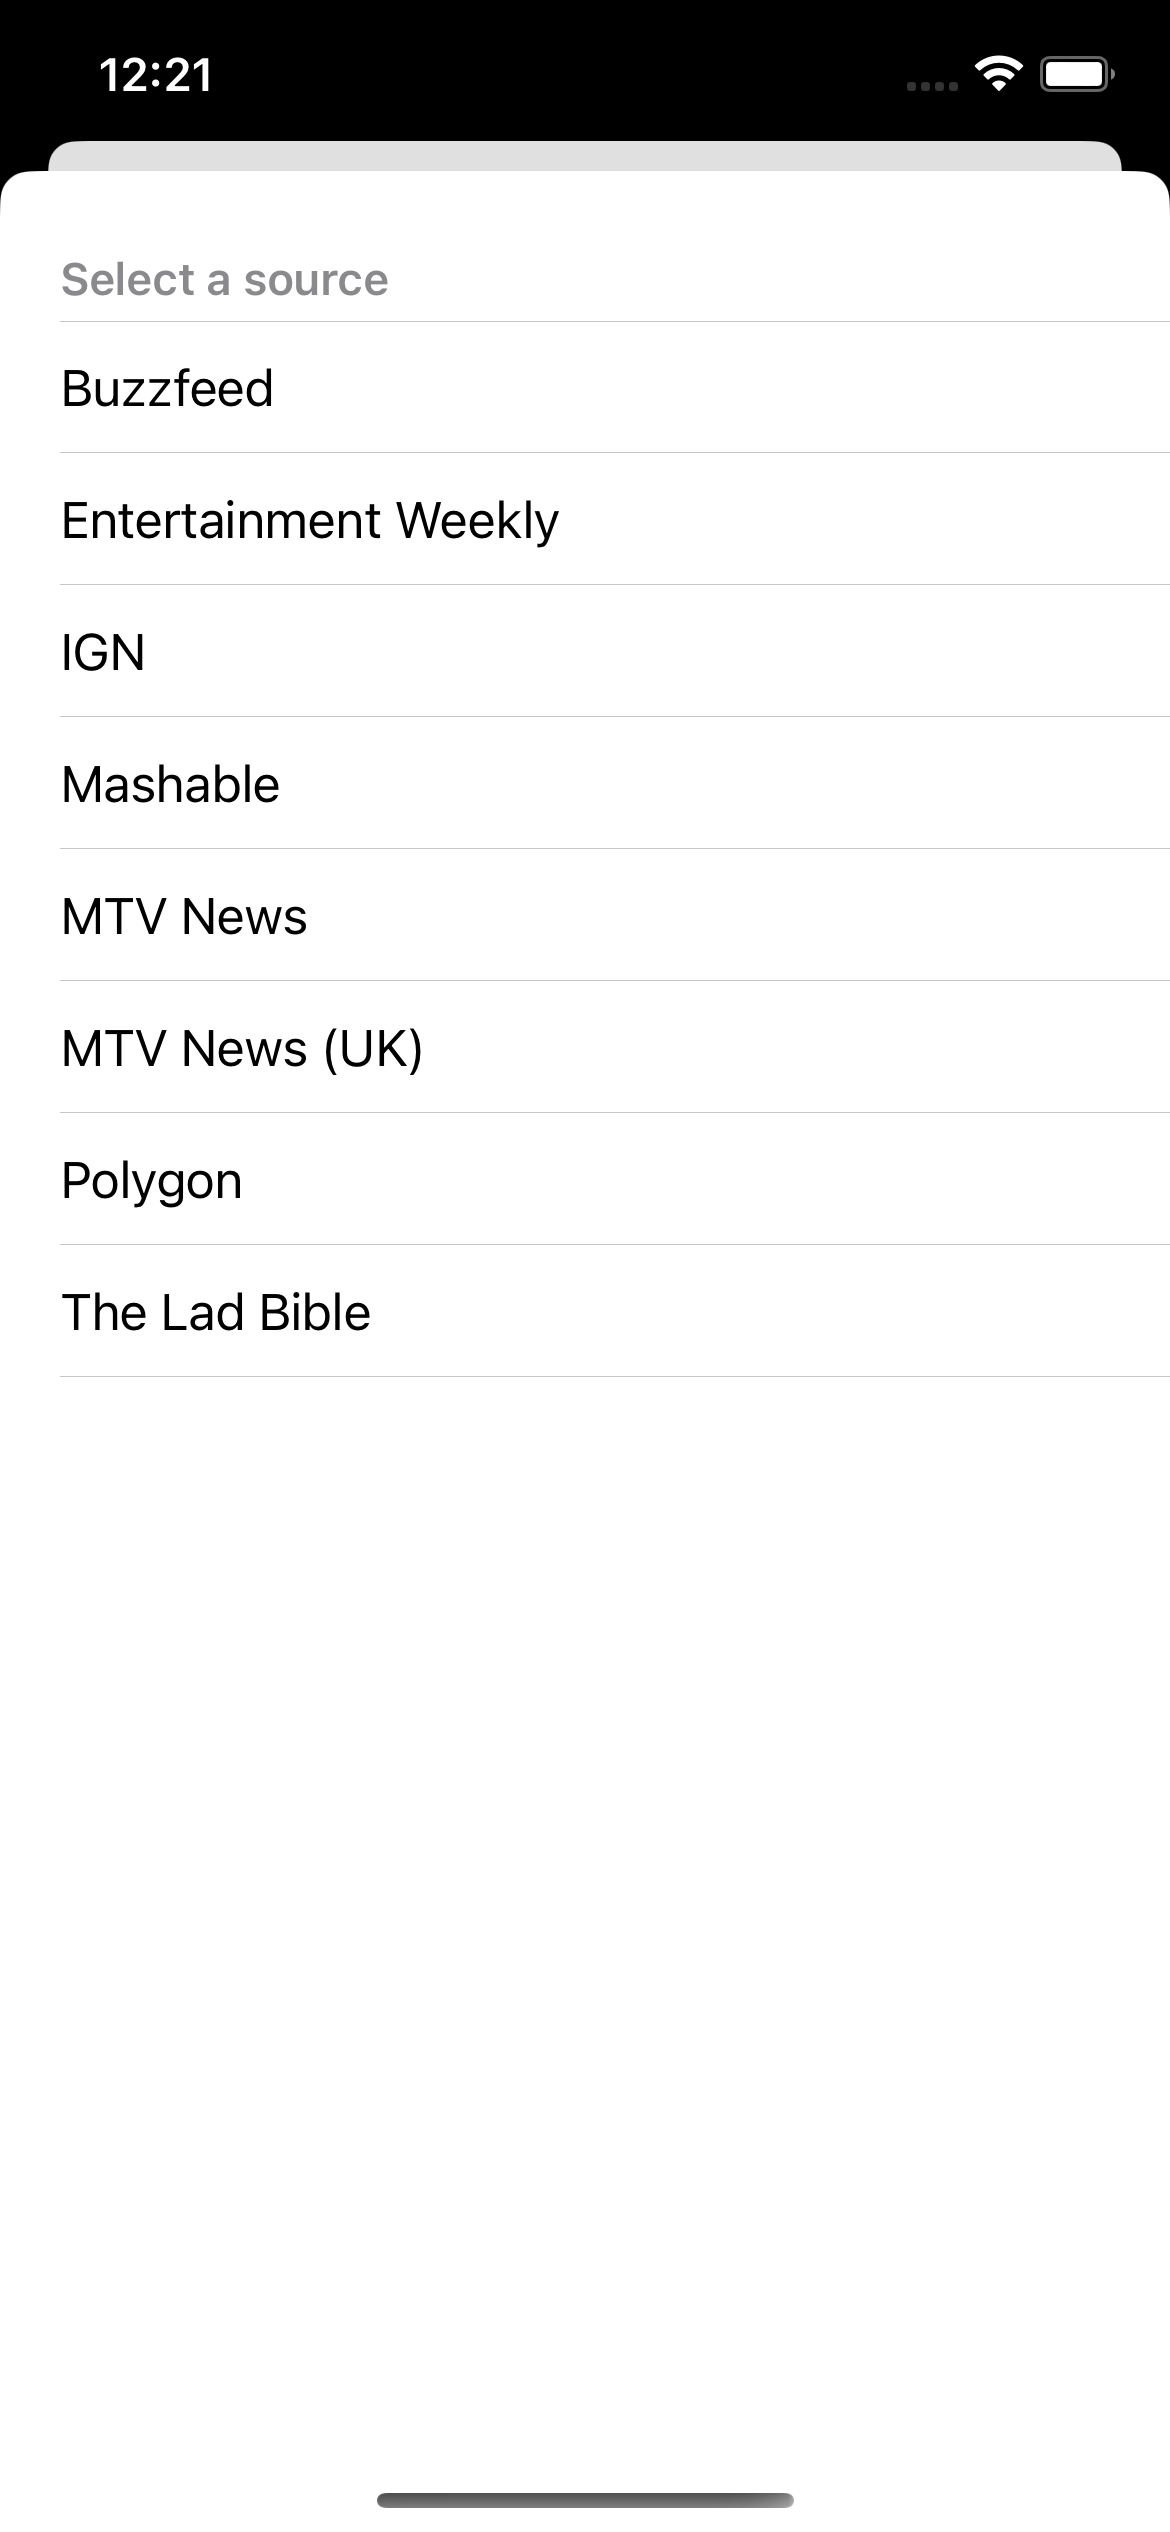 12:21
Select a source
Buzzfeed
Entertainment Weekly
IGN
Mashable
MTV News
MTV News (UK)
Polygon
The Lad Bible